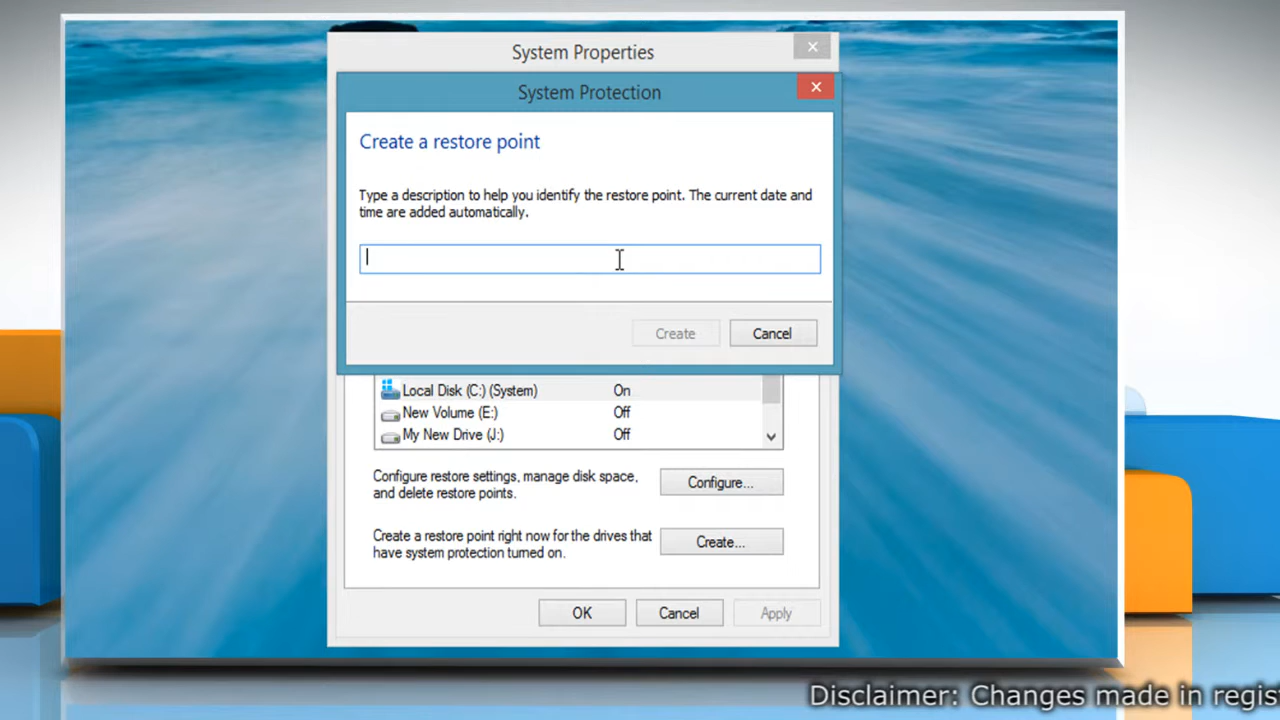 System Properties
System Protection
Create a restore point
Type a description to help you identify the restore point. The current date and
time are added automatically.
Create
Cancel
Local Disk (C:) (System) On
New Volume (E:) Off
My New Drive (J:) Off
Configure restore settings, manage disk space,
and delete restore points.
Configure...
Create a restore point right now for the drives that
have system protection turned on.
Create...
OK
Cancel
Apply
Disclaimer: Changes made in regis